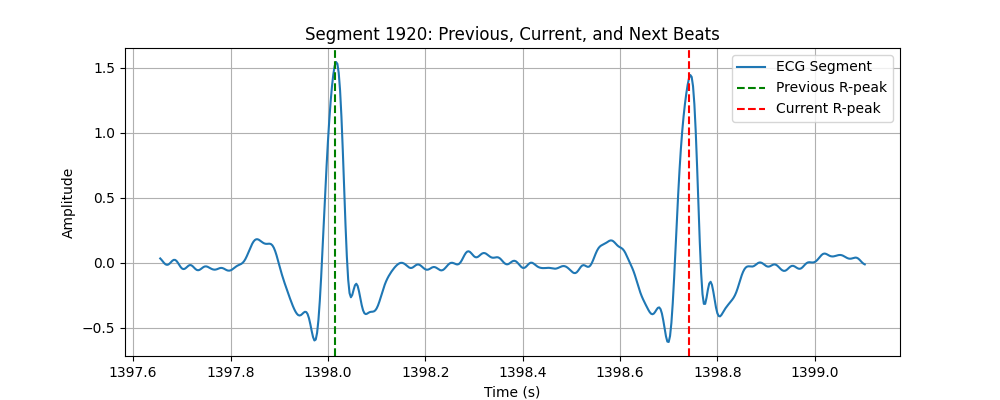 Segment 1920: Previous, Current, and Next Beats
ECG Segment
Previous R-peak
Current R-peak
Amplitude
1.5
1.0
0.5
0.0
−0.5
1397.6 1397.8 1398.0 1398.2 1398.4 1398.6 1398.8 1399.0
Time (s)